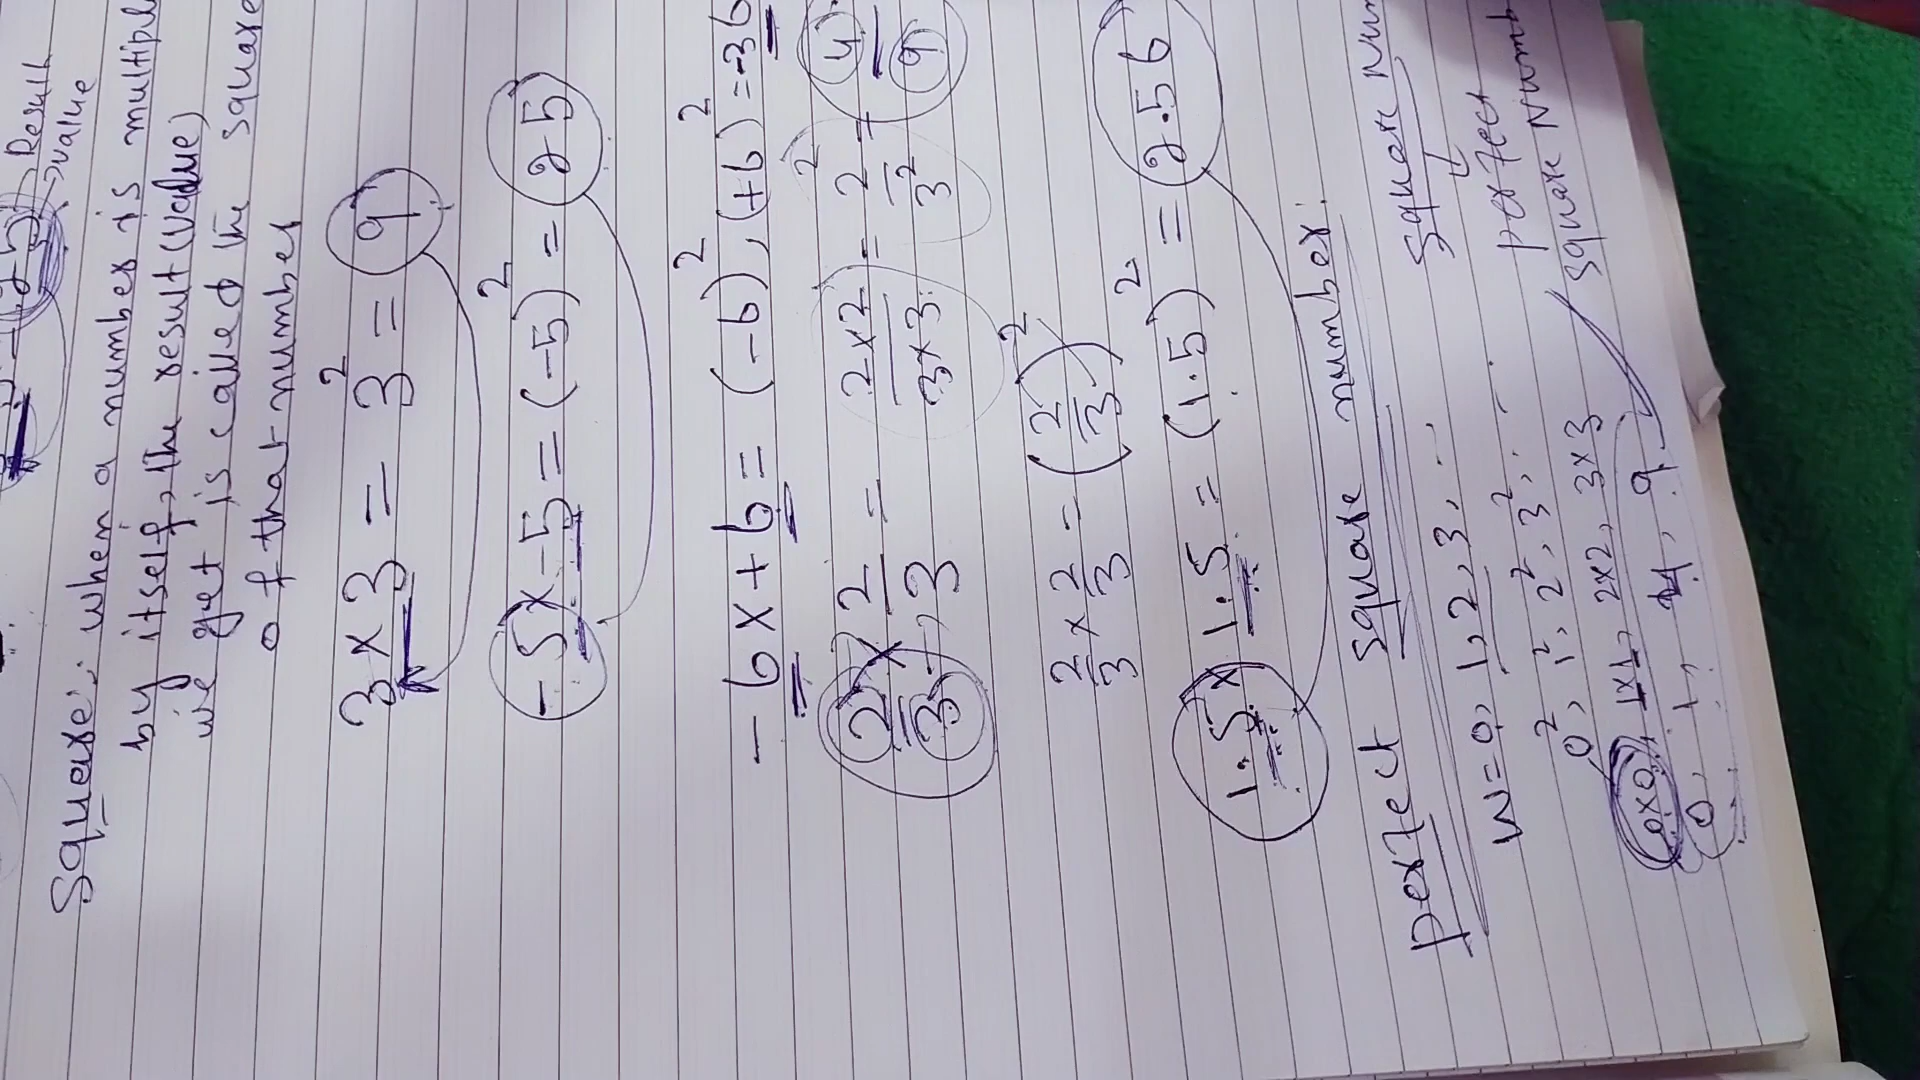 Result
→ value
Square: when a number is multipl
by itself, the result (value)
we get is called the square
of that number
3 x 3 = 3² = 9
-5 x -5 = (-5)² = 25
-6 x +6 = (-6)², (+6)² = -36
2/3 x 2/3 = 2x2/3x3 = 2²/3² = 4/9
2/3 x 2/3 = (2/3)²
1.5 x 1.5 = (1.5)² = 2.56
perfect square number:
square num
W = 0, 1, 2, 3, ...
perfect
square numb
0², 1², 2², 3², ...
0x0, 1x1, 2x2, 3x3
square
0, 1, 4, 9